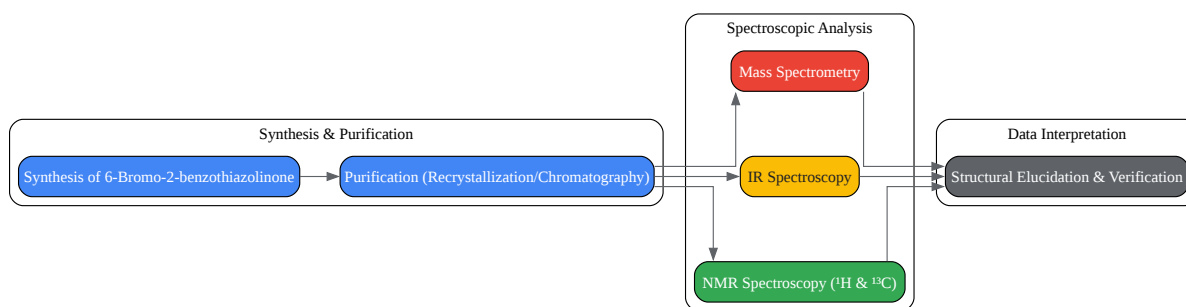 Synthesis & Purification
Synthesis of 6-Bromo-2-benzothiazolinone
Purification (Recrystallization/Chromatography)
Spectroscopic Analysis
Mass Spectrometry
IR Spectroscopy
NMR Spectroscopy (¹H & ¹³C)
Data Interpretation
Structural Elucidation & Verification